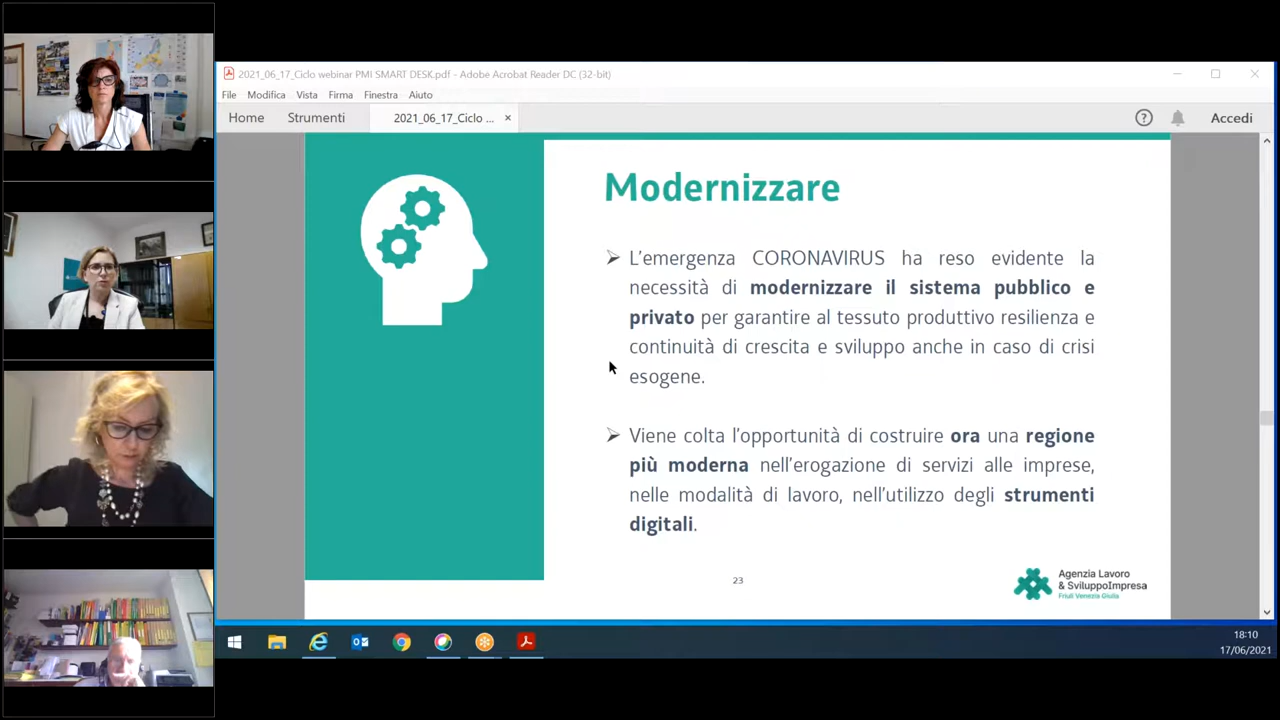 2021_06_17_Ciclo webinar PMI SMART DESK.pdf - Adobe Acrobat Reader DC (32-bit)
File Modifica Vista Firma Finestra Aiuto
Home Strumenti 2021_06_17_Ciclo ... × Accedi
Modernizzare
➢ L'emergenza CORONAVIRUS ha reso evidente la
necessità di modernizzare il sistema pubblico e
privato per garantire al tessuto produttivo resilienza e
continuità di crescita e sviluppo anche in caso di crisi
esogene.
➢ Viene colta l'opportunità di costruire ora una regione
più moderna nell'erogazione di servizi alle imprese,
nelle modalità di lavoro, nell'utilizzo degli strumenti
digitali.
23
Agenzia Lavoro
& SviluppoImpresa
Friuli Venezia Giulia
18:10
17/06/2021